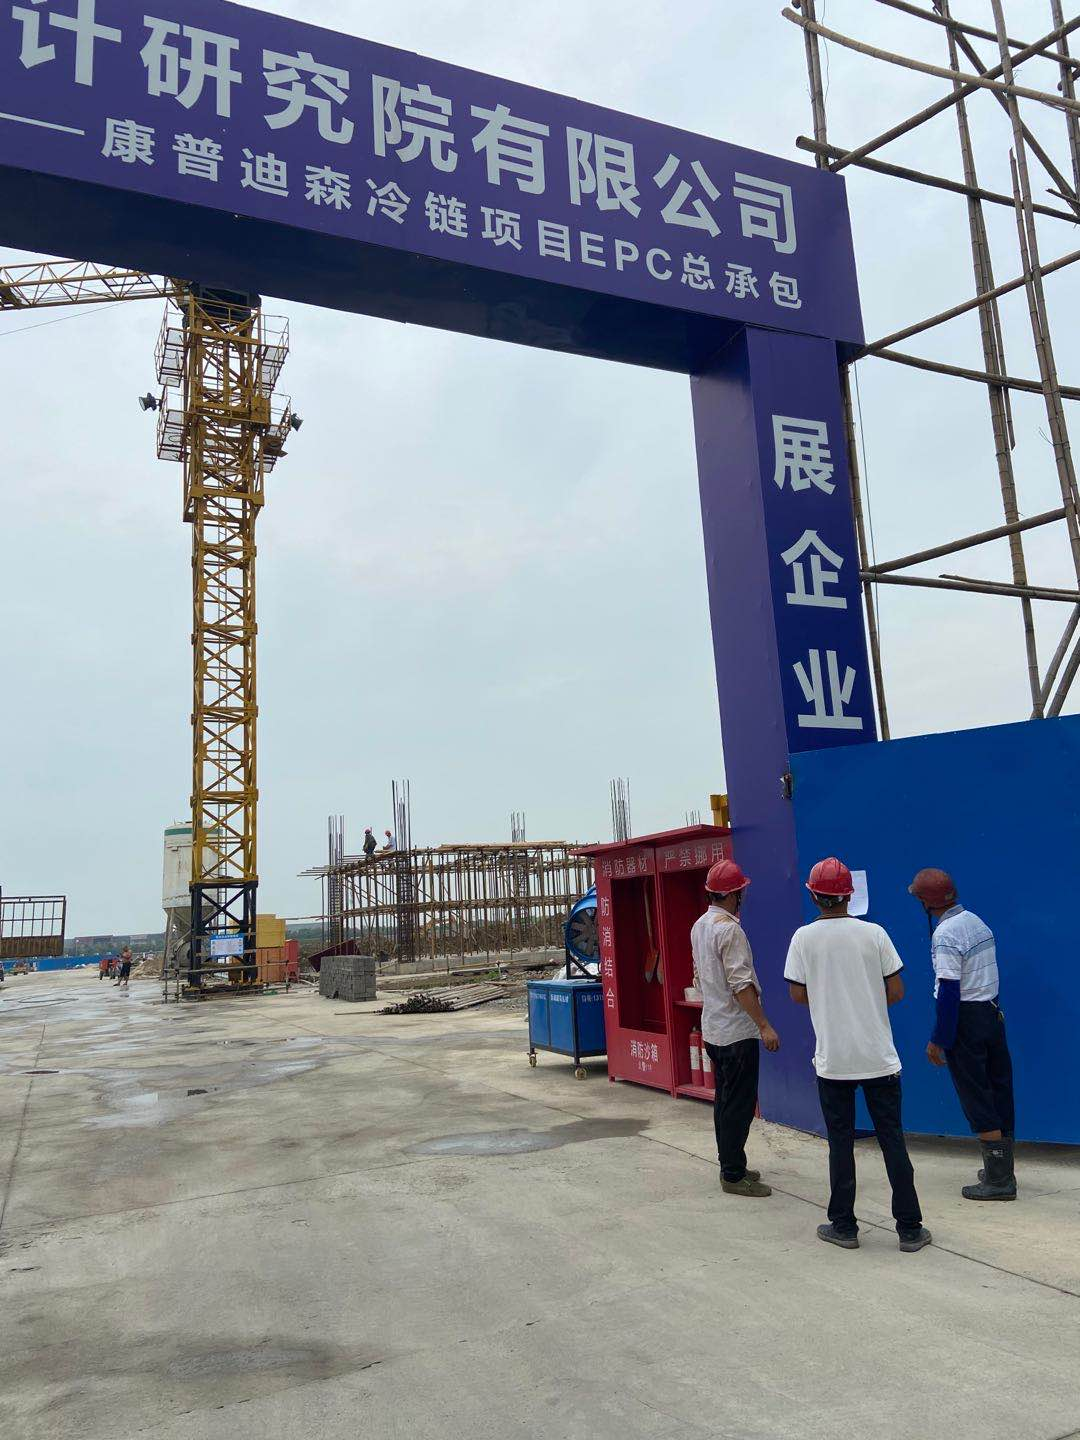 计研究院有限公司
——康普迪森冷链项目EPC总承包
展企业
消防器材 严禁挪用
防消结合
消防沙箱